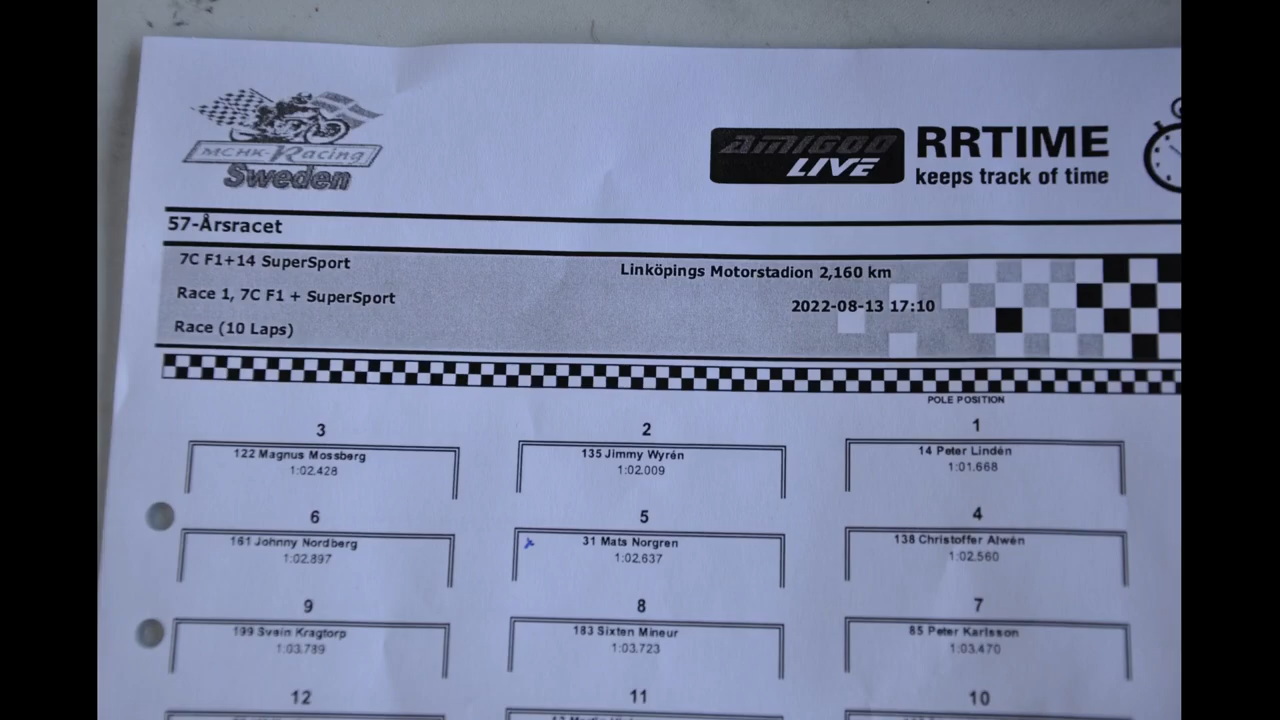 MCHK-Racing
Sweden
AMIGOO
LIVE
RRTIME
keeps track of time
57-Årsracet
7C F1+14 SuperSport
Linköpings Motorstadion 2,160 km
Race 1, 7C F1 + SuperSport
2022-08-13 17:10
Race (10 Laps)
POLE POSITION
3
2
1
122 Magnus Mossberg
135 Jimmy Wyrén
14 Peter Lindén
1:02.428
1:02.009
1:01.668
6
5
4
161 Johnny Nordberg
31 Mats Norgren
138 Christoffer Alwén
1:02.897
1:02.637
1:02.560
9
8
7
199 Svein Kragtorp
183 Sixten Mineur
85 Peter Karlsson
1:03.789
1:03.723
1:03.470
12
11
10